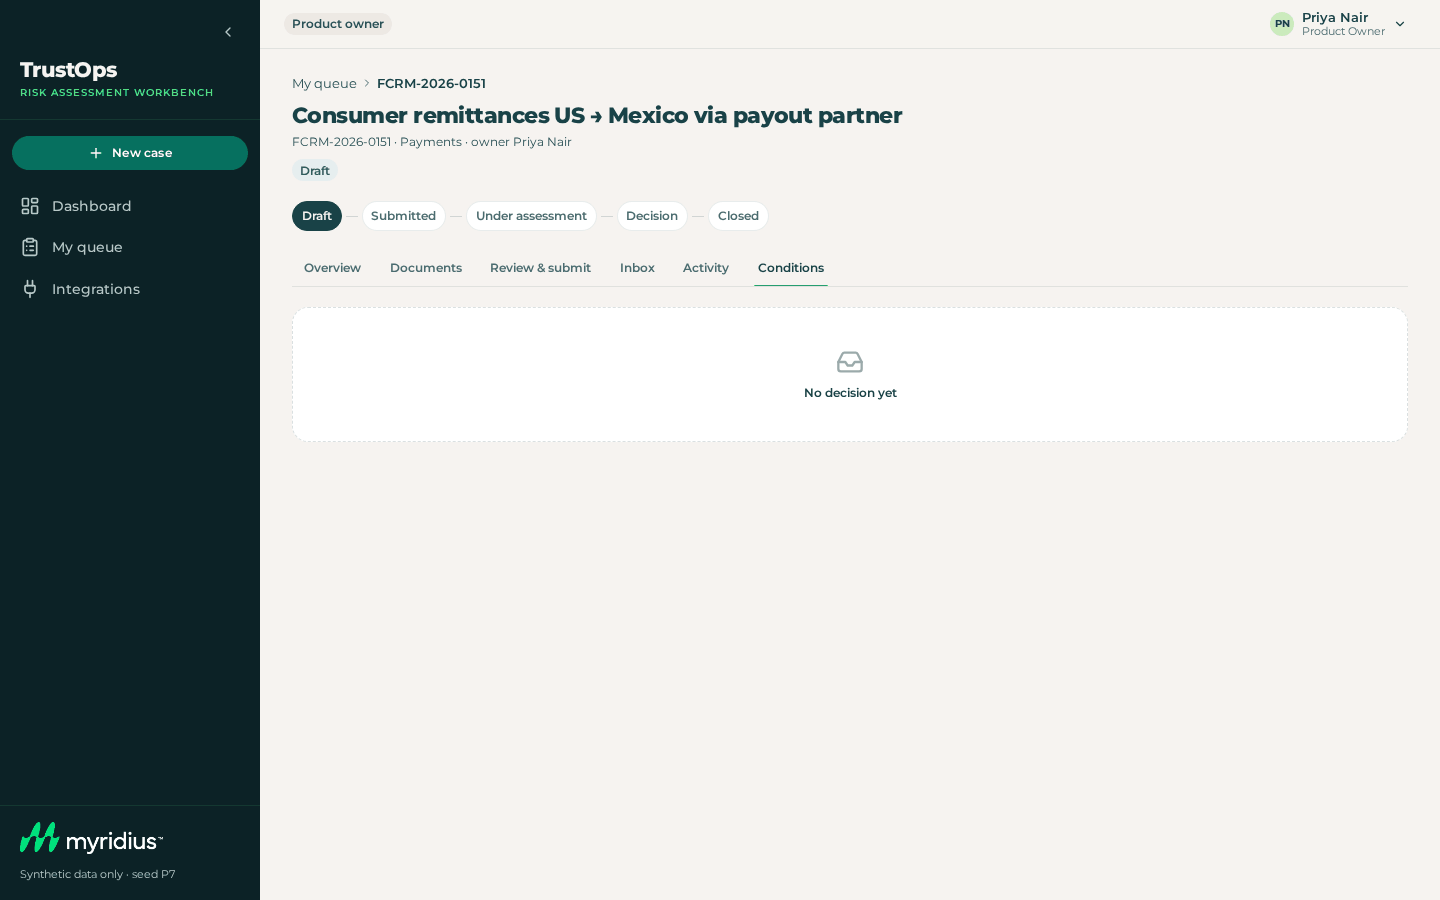 Product owner
PN
Priya Nair
Product Owner
TrustOps
RISK ASSESSMENT WORKBENCH
New case
Dashboard
My queue
Integrations
My queue > FCRM-2026-0151
Consumer remittances US → Mexico via payout partner
FCRM-2026-0151 · Payments · owner Priya Nair
Draft
Draft — Submitted — Under assessment — Decision — Closed
Overview Documents Review & submit Inbox Activity Conditions
No decision yet
myridius™
Synthetic data only · seed P7